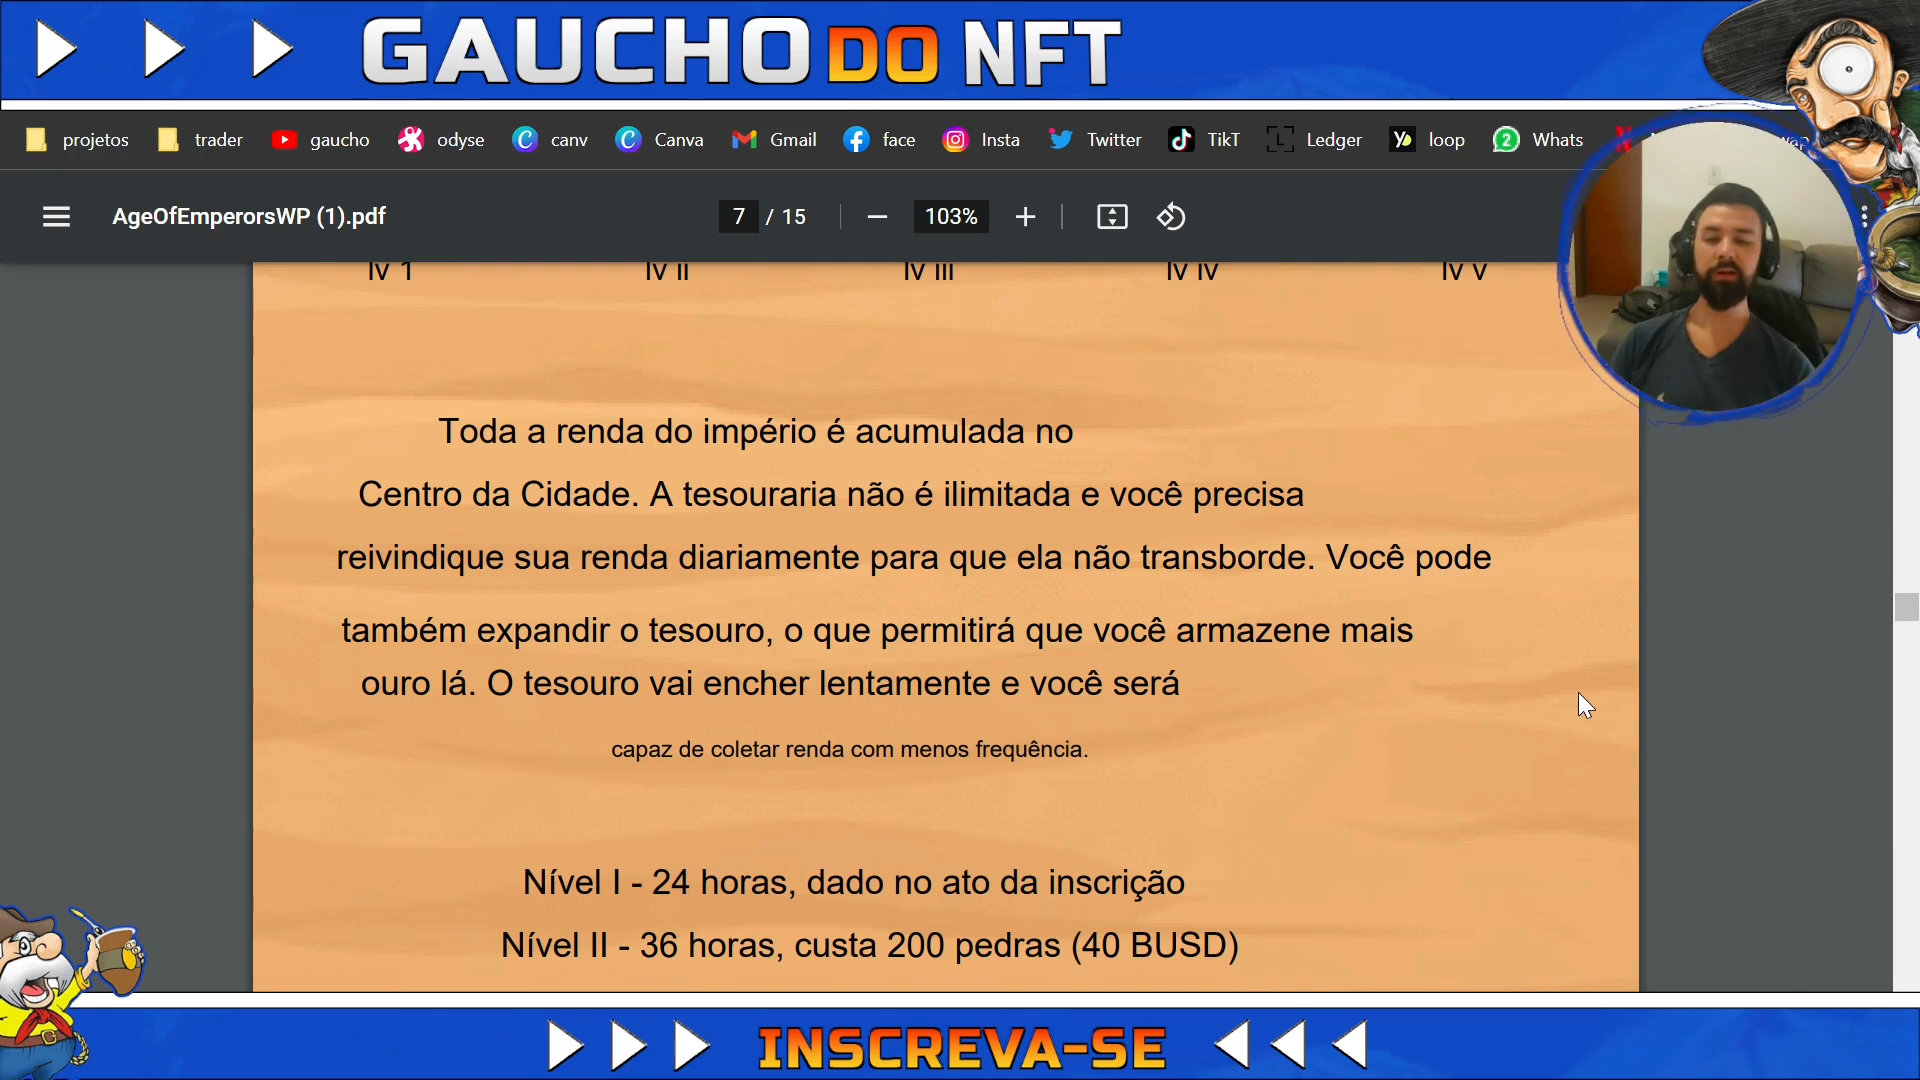 GAUCHO DO NFT
projetos trader gaucho odyse canv Canva Gmail face Insta Twitter TikT Ledger loop Whats
AgeOfEmperorsWP (1).pdf 7 / 15 103%
lv 1 lv ii lv iii lv iv lv v
Toda a renda do império é acumulada no
Centro da Cidade. A tesouraria não é ilimitada e você precisa
reivindique sua renda diariamente para que ela não transborde. Você pode
também expandir o tesouro, o que permitirá que você armazene mais
ouro lá. O tesouro vai encher lentamente e você será
capaz de coletar renda com menos frequência.
Nível I - 24 horas, dado no ato da inscrição
Nível II - 36 horas, custa 200 pedras (40 BUSD)
INSCREVA-SE